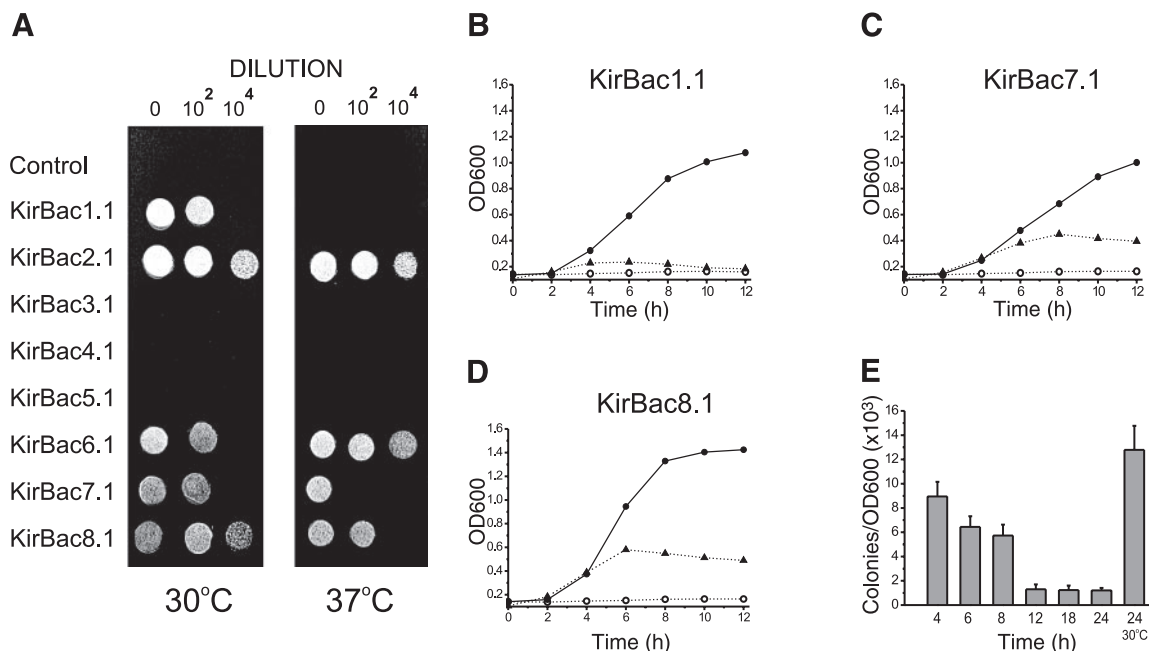 A
DILUTION
0 10² 10⁴ 0 10² 10⁴
Control
KirBac1.1
KirBac2.1
KirBac3.1
KirBac4.1
KirBac5.1
KirBac6.1
KirBac7.1
KirBac8.1
30°C 37°C
B
KirBac1.1
OD600
1.6
1.4
1.2
1.0
0.8
0.6
0.4
0.2
0 2 4 6 8 10 12
Time (h)
C
KirBac7.1
OD600
1.6
1.4
1.2
1.0
0.8
0.6
0.4
0.2
0 2 4 6 8 10 12
Time (h)
D
KirBac8.1
OD600
1.6
1.4
1.2
1.0
0.8
0.6
0.4
0.2
0 2 4 6 8 10 12
Time (h)
E
Colonies/OD600 (x10³)
16
14
12
10
8
6
4
2
0
4 6 8 12 18 24 24
30°C
Time (h)